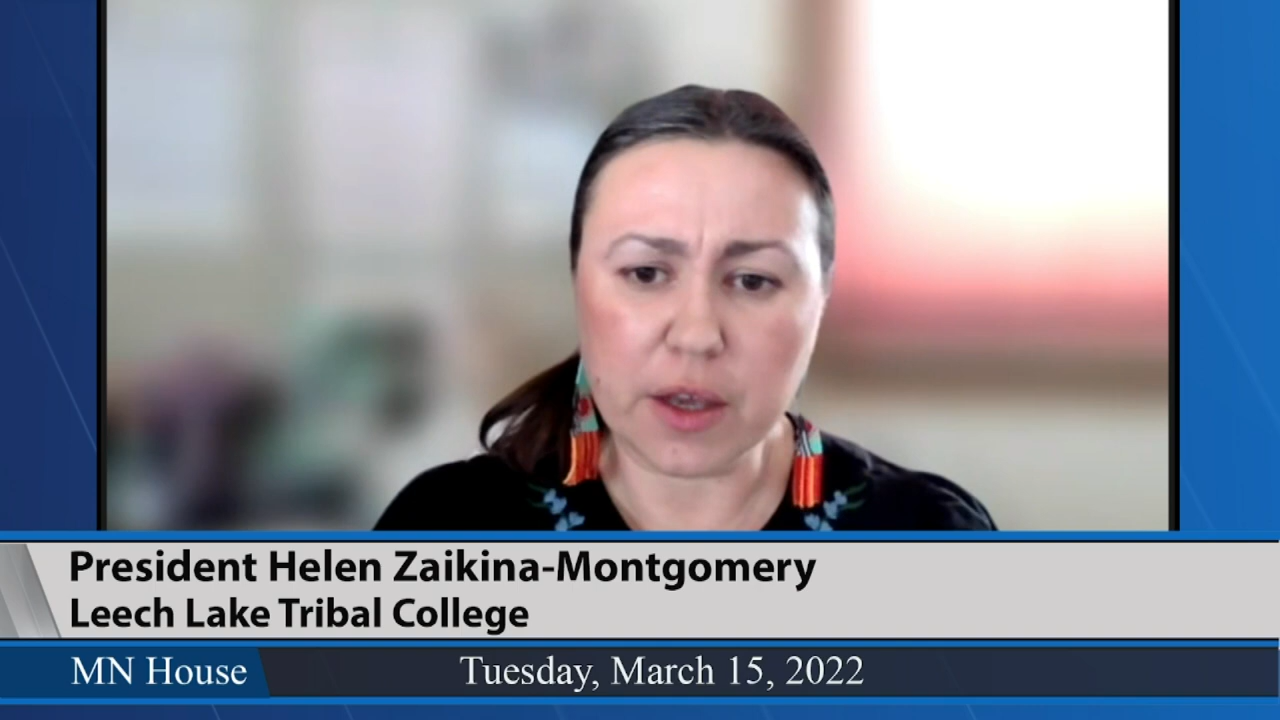 President Helen Zaikina-Montgomery
Leech Lake Tribal College
MN House
Tuesday, March 15, 2022